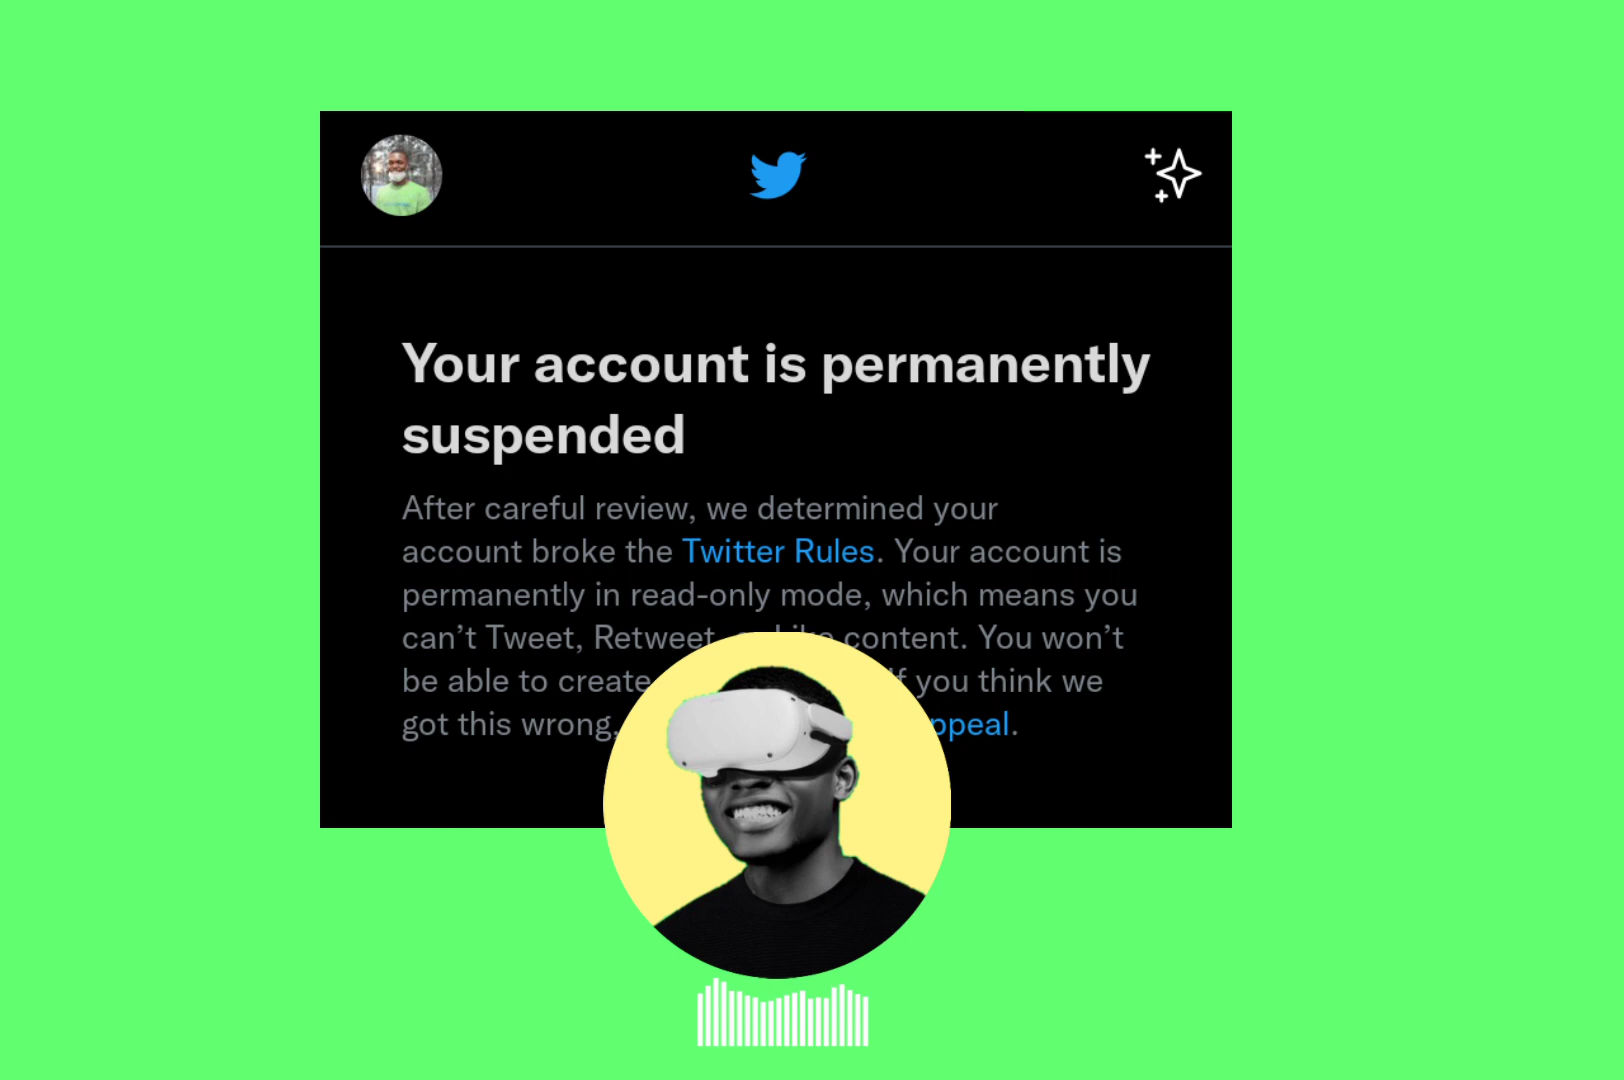 Your account is permanently
suspended
After careful review, we determined your
account broke the Twitter Rules. Your account is
permanently in read-only mode, which means you
can’t Tweet, Retweet content. You won’t
be able to create you think we
got this wrong,